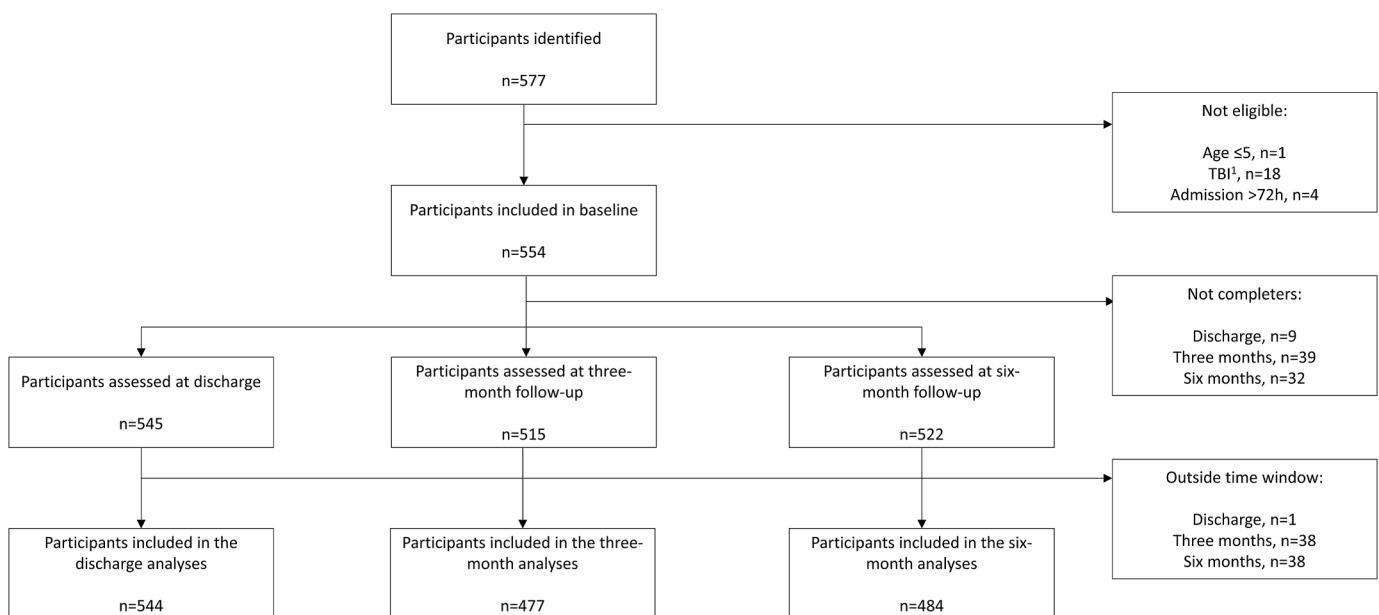 Participants identified
n=577
Not eligible:
Age ≤5, n=1
TBI¹, n=18
Admission >72h, n=4
Participants included in baseline
n=554
Not completers:
Discharge, n=9
Three months, n=39
Six months, n=32
Participants assessed at discharge
n=545
Participants assessed at three-
month follow-up
n=515
Participants assessed at six-
month follow-up
n=522
Outside time window:
Discharge, n=1
Three months, n=38
Six months, n=38
Participants included in the
discharge analyses
n=544
Participants included in the three-
month analyses
n=477
Participants included in the six-
month analyses
n=484